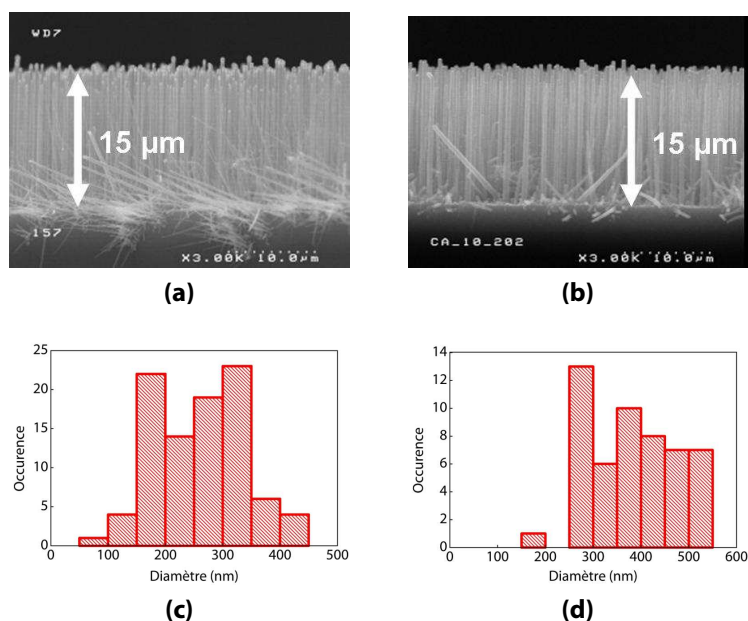 WD7
15 µm
157
X3.00K 10.0µm
(a)
15 µm
CA_10_202
X3.00K 10.0µm
(b)
25
20
15
10
5
0
Occurence
0 100 200 300 400 500
Diamètre (nm)
(c)
14
12
10
8
6
4
2
0
Occurence
0 100 200 300 400 500 600
Diamètre (nm)
(d)